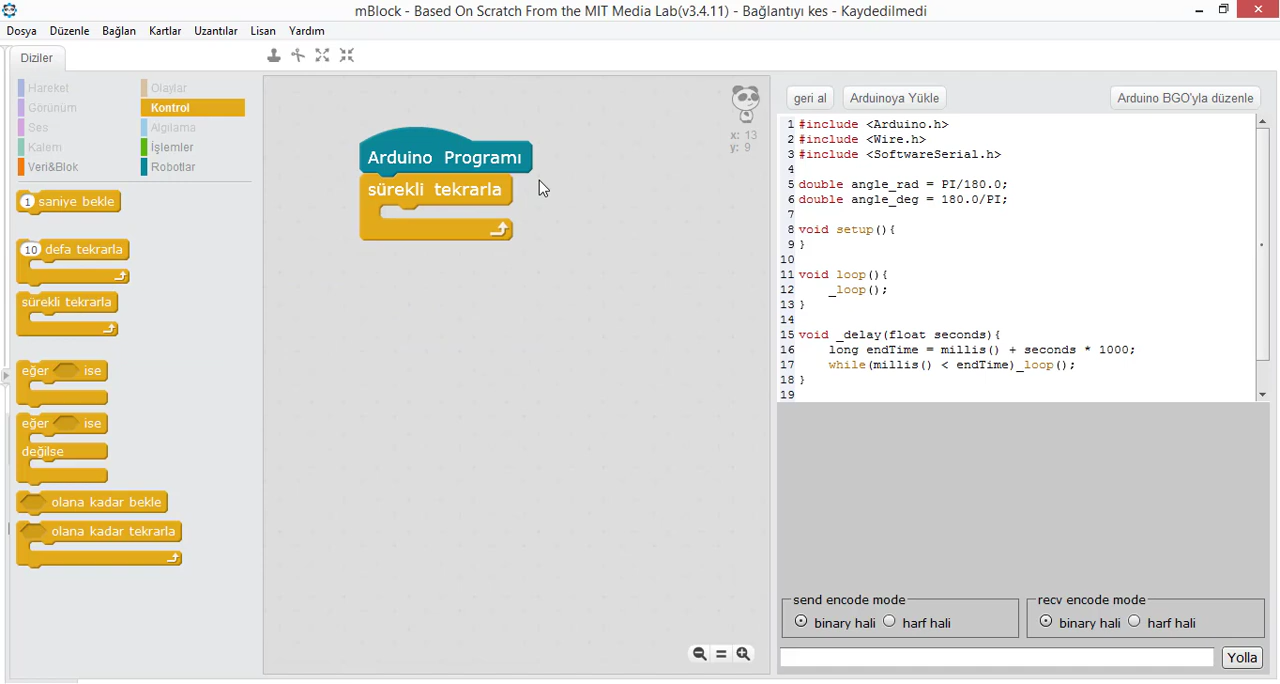 mBlock - Based On Scratch From the MIT Media Lab(v3.4.11) - Bağlantıyı kes - Kaydedilmedi
Dosya Düzenle Bağlan Kartlar Uzantılar Lisan Yardım
Diziler
Hareket Olaylar
Görünüm Kontrol
Ses Algılama
Kalem İşlemler
Veri&Blok Robotlar
1 saniye bekle
10 defa tekrarla
sürekli tekrarla
eğer ise
eğer ise
değilse
olana kadar bekle
olana kadar tekrarla
Arduino Programı
sürekli tekrarla
x: 13
y: 9
geri al Arduinoya Yükle Arduino BGO'yla düzenle
1 #include <Arduino.h>
2 #include <Wire.h>
3 #include <SoftwareSerial.h>
4
5 double angle_rad = PI/180.0;
6 double angle_deg = 180.0/PI;
7
8 void setup(){
9 }
10
11 void loop(){
12 _loop();
13 }
14
15 void _delay(float seconds){
16 long endTime = millis() + seconds * 1000;
17 while(millis() < endTime)_loop();
18 }
19
send encode mode
binary hali harf hali
recv encode mode
binary hali harf hali
Yolla